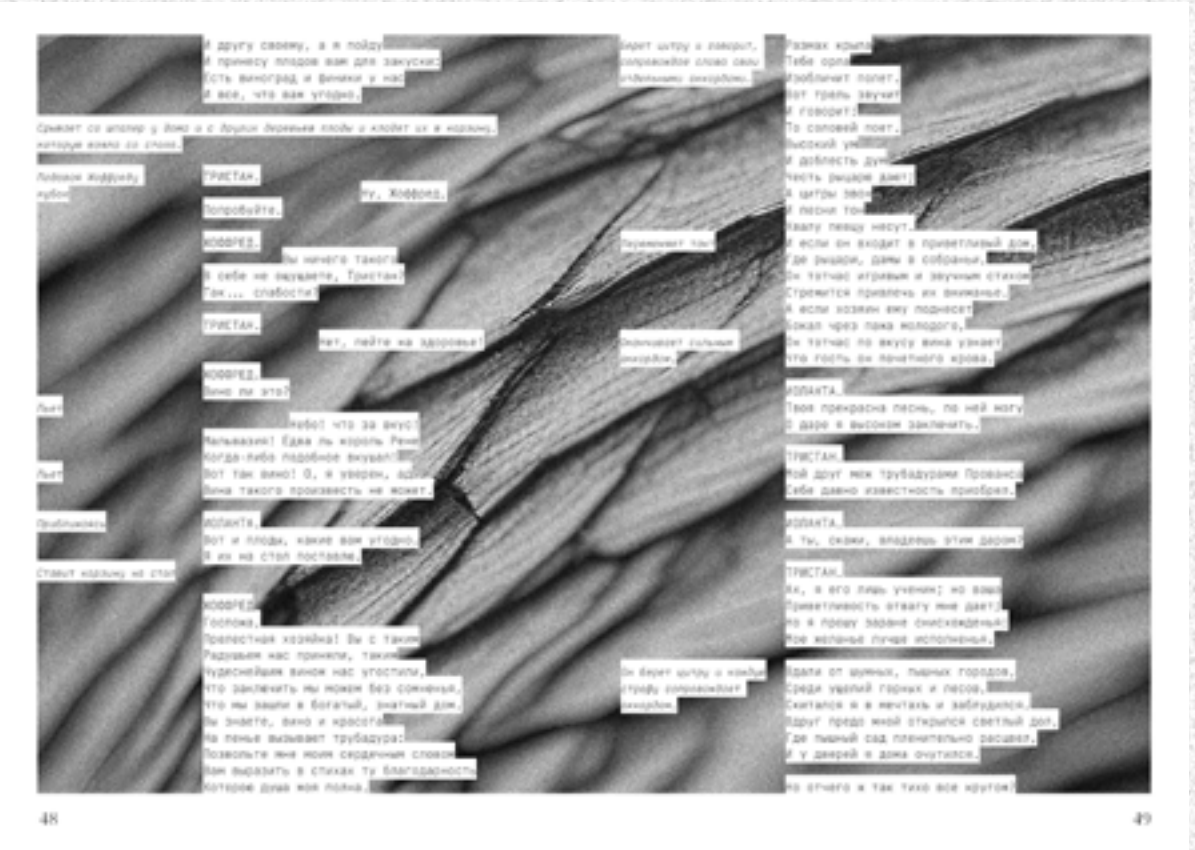 И другу своему, а я пойду
И принесу плодов вам для закуски:
Есть виноград и финики у нас
И все, что вам угодно.
Срывает со шпалер у дома и с других деревьев плоды и кладет их в корзину,
которую взяла со стола.
Подавая Жоффреду
кубок
ТРИСТАН.
Ну, Жоффред,
Попробуйте.
ЖОФФРЕД.
Вы ничего такого
В себе не ощущаете, Тристан?
Так... слабости?
ТРИСТАН.
Нет, пейте на здоровье!
ЖОФФРЕД.
Вино ли это?
Пьет
Небо! что за вкус!
Мальвазия! Едва ль король Рене
Когда-либо подобное вкушал!
Пьет
Вот так вино! О, я уверен, ад
Вина такого произвесть не может.
Приближаясь
ИОЛАНТА.
Вот и плоды, какие вам угодно.
Я их на стол поставлю.
Ставит корзину на стол
ЖОФФРЕД.
Госпожа,
Прелестная хозяйка! Вы с таким
Радушьем нас приняли, таким
Чудеснейшим вином нас угостили,
Что заключить мы можем без сомненья,
Что мы зашли в богатый, знатный дом.
Вы знаете, вино и красота
На пенье вызывает трубадура;
Позвольте мне моим сердечным словом
Вам выразить в стихах ту благодарность
Которою душа моя полна.
48
Берет цитру и говорит,
сопровождая слова свои
отдельными аккордами.
Размах крыла
Тебе орла
Изобличит полет.
Вот трель звучит
И говорит:
То соловей поет.
Высокий ум
И доблесть дум
Честь рыцарю дает;
А цитры звон
И песни тон
Хвалу певцу несут.
Переменяет такт
И если он входит в приветливый дом,
Где рыцари, дамы в собраньи,
Он тотчас игривым и звучным стихом
Стремится привлечь их вниманье.
А если хозяин ему поднесет
Бокал чрез пажа молодого,
Он тотчас по вкусу вина узнает
Что гость он почетного крова.
Оканчивает сильным
аккордом.
ИОЛАНТА.
Твоя прекрасна песнь, по ней могу
О даре я высоком заключить.
ТРИСТАН.
Мой друг меж трубадурами Прованса
Себе давно известность приобрел.
ИОЛАНТА.
А ты, скажи, владеешь этим даром?
ТРИСТАН.
Ах, я его лишь ученик; но ваша
Приветливость отвагу мне дает;
Но я прошу заране снисхожденья:
Мое желанье лучше исполненья.
Он берет цитру и каждую
строфу сопровождает
аккордом.
Вдали от шумных, пышных городов,
Среди ущелий горных и лесов,
Скитался я в мечтахь и заблудился.
Вдруг предо мной открылся светлый дол,
Где пышный сад пленительно расцвел,
И у дверей я дома очутился.
Но отчего ж так тихо все кругом?
49